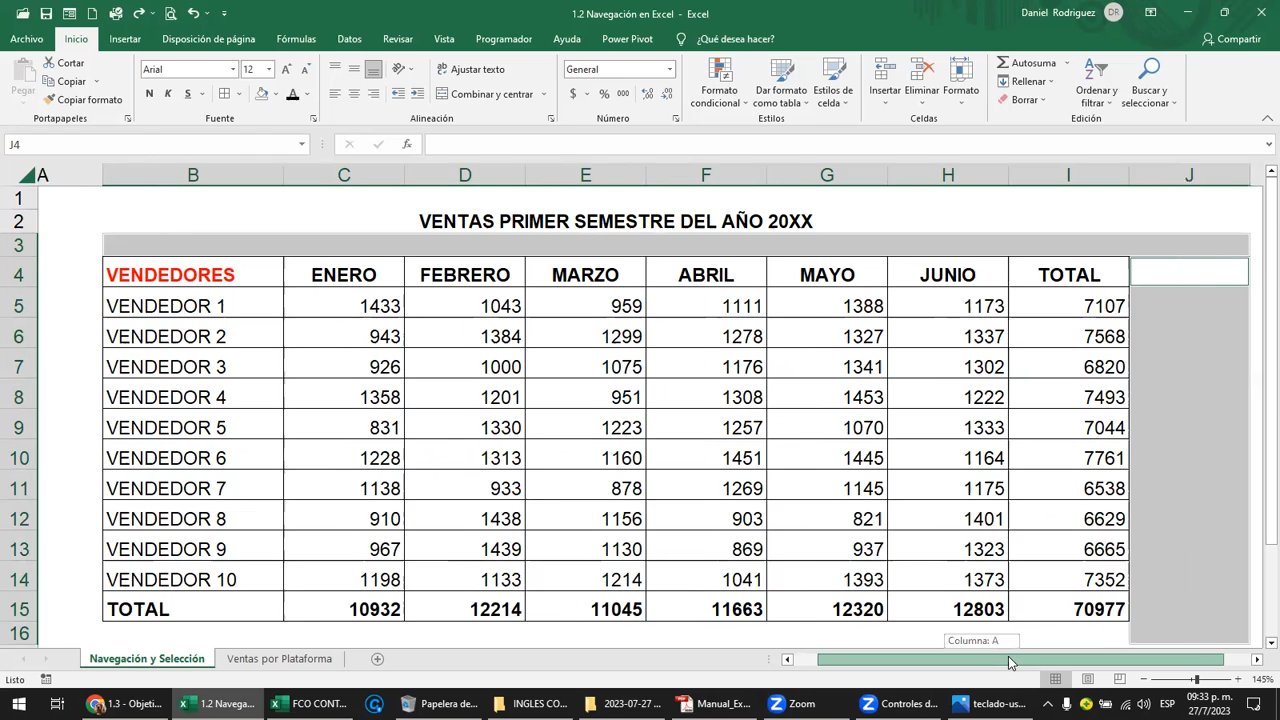 1.2 Navegación en Excel - Excel
Daniel Rodriguez DR
Archivo Inicio Insertar Disposición de página Fórmulas Datos Revisar Vista Programador Ayuda Power Pivot ¿Qué desea hacer? Compartir
Pegar Cortar Copiar Copiar formato
Arial 12
N K S A
Ajustar texto
Combinar y centrar
General
$ % 000
Formato condicional
Dar formato como tabla
Estilos de celda
Insertar Eliminar Formato
Autosuma
Rellenar
Borrar
Ordenar y filtrar
Buscar y seleccionar
Portapapeles Fuente Alineación Número Estilos Celdas Edición
J4 fx
A B C D E F G H I J
1
2 VENTAS PRIMER SEMESTRE DEL AÑO 20XX
3
4 VENDEDORES ENERO FEBRERO MARZO ABRIL MAYO JUNIO TOTAL
5 VENDEDOR 1 1433 1043 959 1111 1388 1173 7107
6 VENDEDOR 2 943 1384 1299 1278 1327 1337 7568
7 VENDEDOR 3 926 1000 1075 1176 1341 1302 6820
8 VENDEDOR 4 1358 1201 951 1308 1453 1222 7493
9 VENDEDOR 5 831 1330 1223 1257 1070 1333 7044
10 VENDEDOR 6 1228 1313 1160 1451 1445 1164 7761
11 VENDEDOR 7 1138 933 878 1269 1145 1175 6538
12 VENDEDOR 8 910 1438 1156 903 821 1401 6629
13 VENDEDOR 9 967 1439 1130 869 937 1323 6665
14 VENDEDOR 10 1198 1133 1214 1041 1393 1373 7352
15 TOTAL 10932 12214 11045 11663 12320 12803 70977
16
Columna: A
Navegación y Selección Ventas por Plataforma
Listo 145%
1.3 - Objeti... 1.2 Navega... FCO CONT... Papelera de... INGLES CO... 2023-07-27 ... Manual_Ex... Zoom Controles d... teclado-us... ESP 09:33 p. m.
27/7/2023